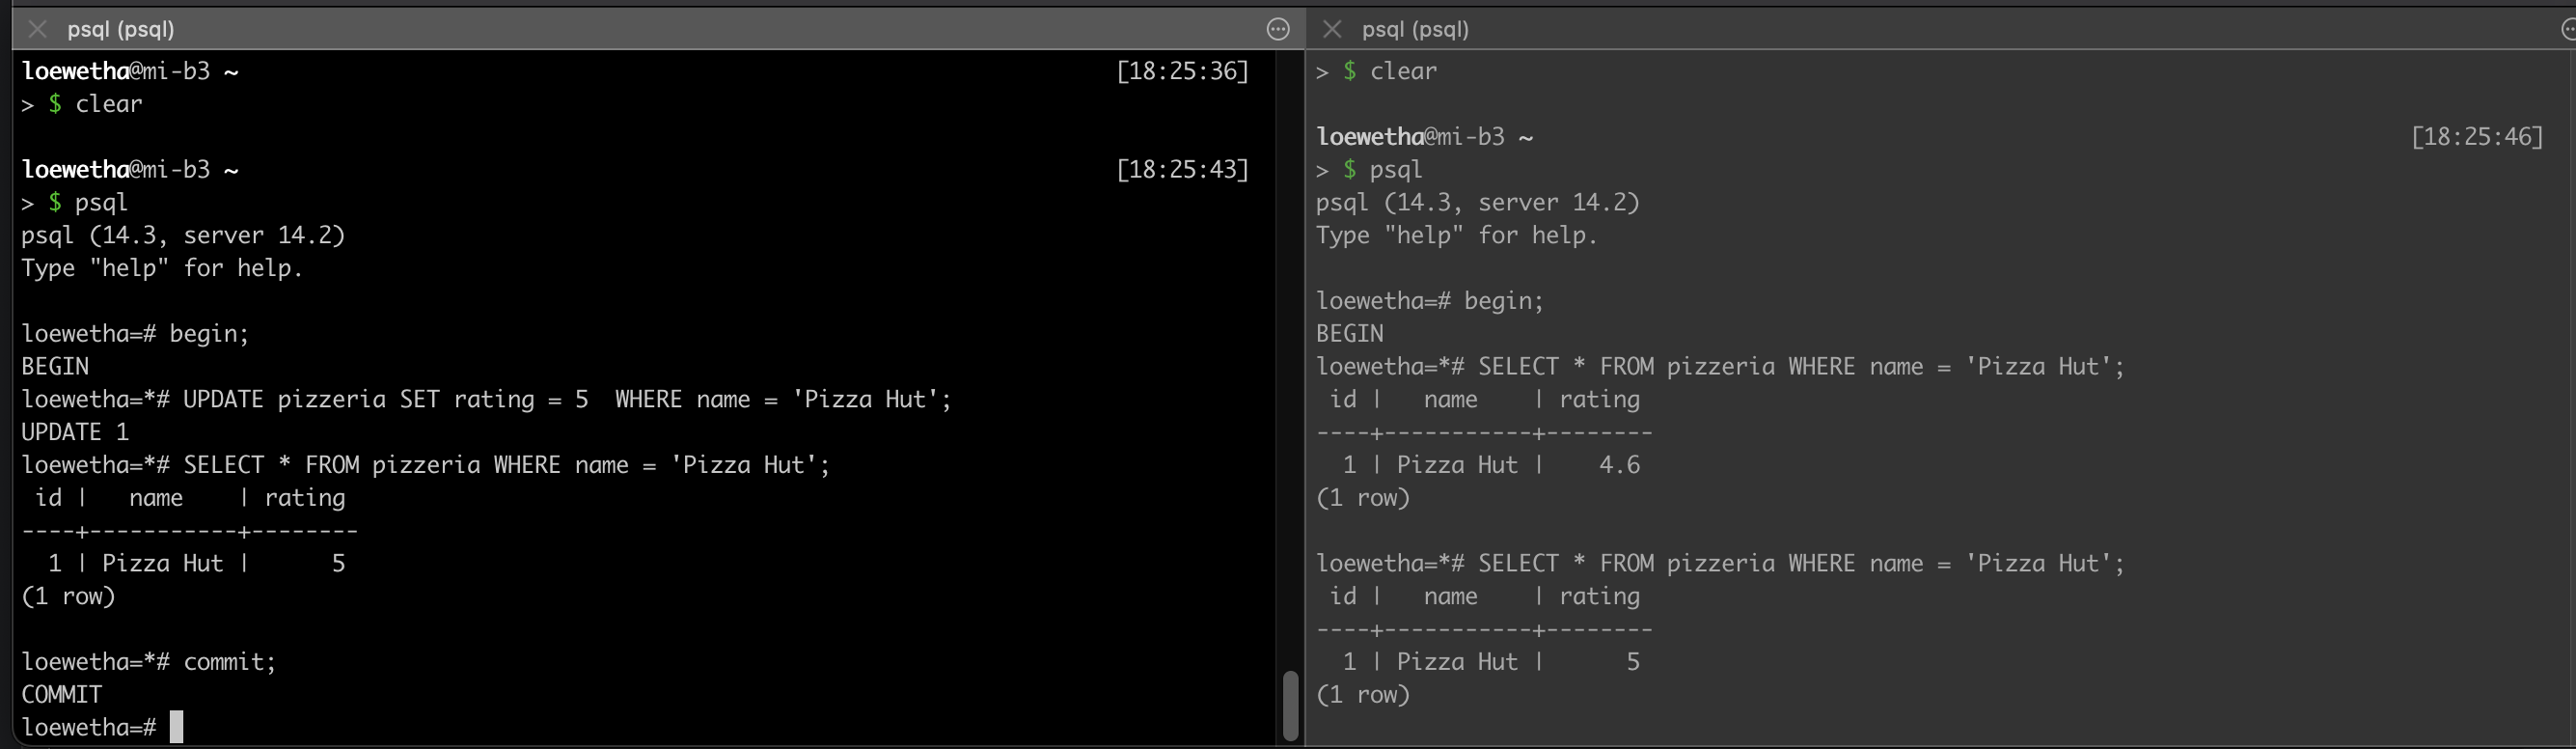 psql (psql)
loewetha@mi-b3 ~ [18:25:36]
> $ clear
loewetha@mi-b3 ~ [18:25:43]
> $ psql
psql (14.3, server 14.2)
Type "help" for help.
loewetha=# begin;
BEGIN
loewetha=*# UPDATE pizzeria SET rating = 5  WHERE name = 'Pizza Hut';
UPDATE 1
loewetha=*# SELECT * FROM pizzeria WHERE name = 'Pizza Hut';
 id |   name    | rating
----+-----------+--------
  1 | Pizza Hut |      5
(1 row)
loewetha=*# commit;
COMMIT
loewetha=#
psql (psql)
> $ clear
loewetha@mi-b3 ~ [18:25:46]
> $ psql
psql (14.3, server 14.2)
Type "help" for help.
loewetha=# begin;
BEGIN
loewetha=*# SELECT * FROM pizzeria WHERE name = 'Pizza Hut';
 id |   name    | rating
----+-----------+--------
  1 | Pizza Hut |    4.6
(1 row)
loewetha=*# SELECT * FROM pizzeria WHERE name = 'Pizza Hut';
 id |   name    | rating
----+-----------+--------
  1 | Pizza Hut |      5
(1 row)